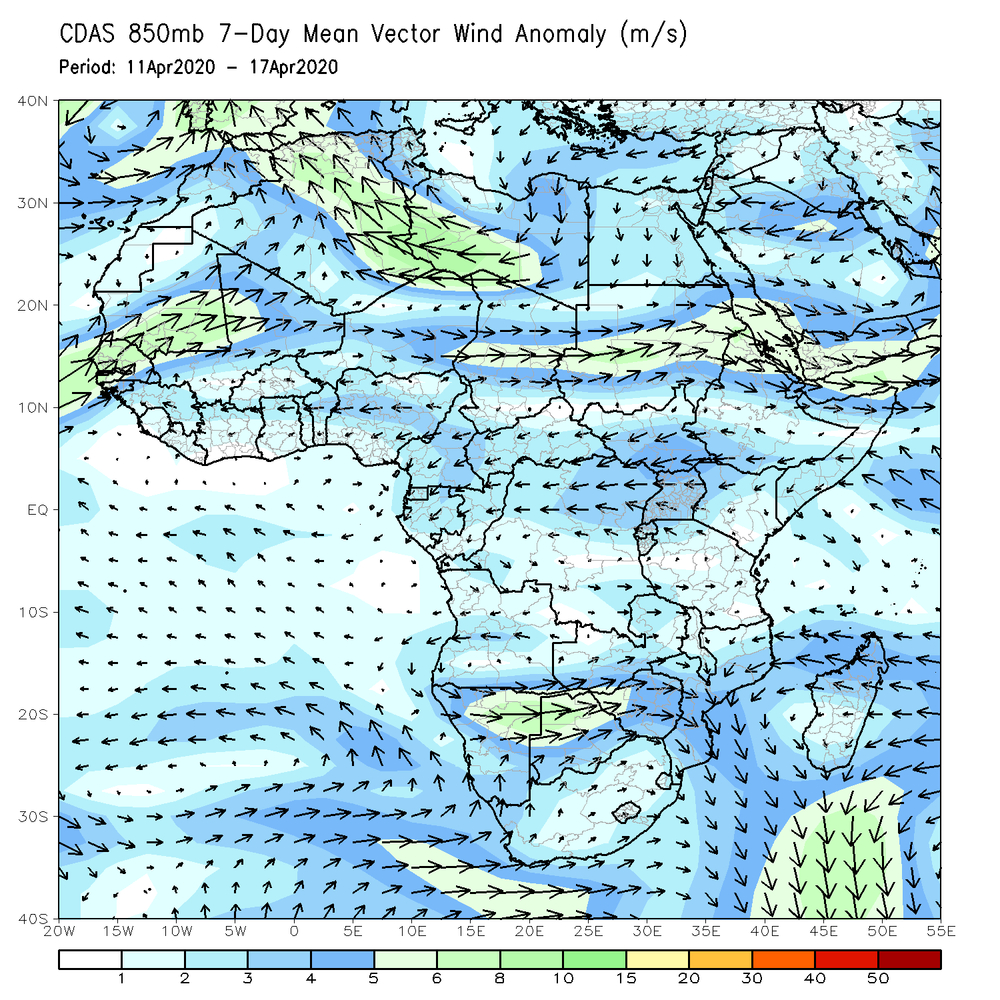 CDAS 850mb 7-Day Mean Vector Wind Anomaly (m/s)
Period: 11Apr2020 - 17Apr2020
40N
30N
20N
10N
EQ
10S
20S
30S
40S
20W 15W 10W 5W 0 5E 10E 15E 20E 25E 30E 35E 40E 45E 50E 55E
1 2 3 4 5 6 8 10 15 20 30 40 50